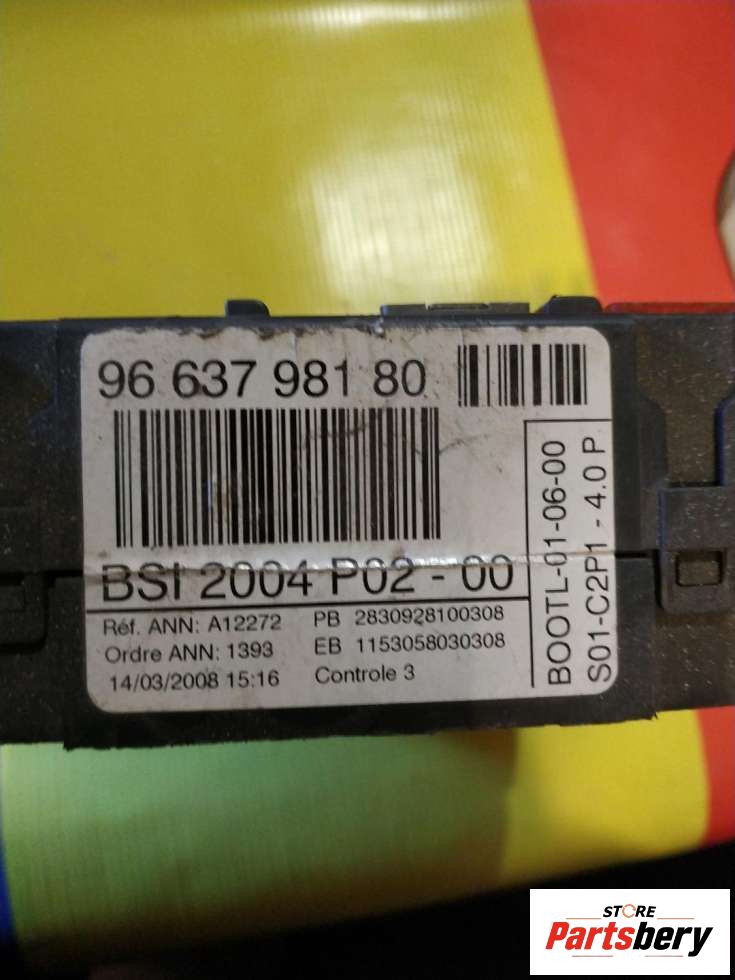 96 637 981 80
BSI 2004 P02 - 00
Réf. ANN: A12272
Ordre ANN: 1393
14/03/2008 15:16
PB 2830928100308
EB 1153058030308
Controle 3
BOOTL-01-06-00
S01-C2P1 - 4.0 P
STORE
Partsbery